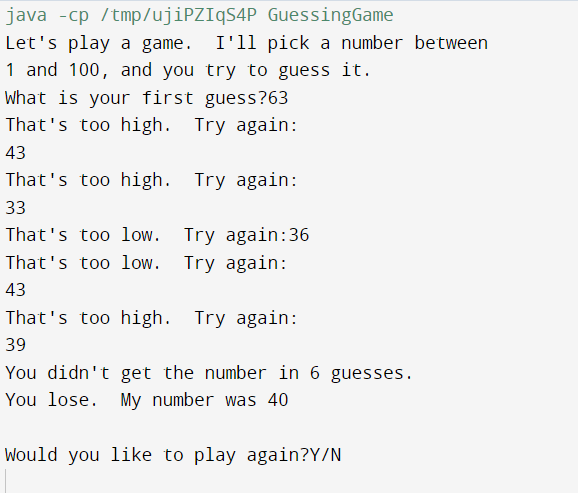 java -cp /tmp/ujiPZIqS4P GuessingGame
Let's play a game.  I'll pick a number between
1 and 100, and you try to guess it.
What is your first guess?63
That's too high.  Try again:
43
That's too high.  Try again:
33
That's too low.  Try again:36
That's too low.  Try again:
43
That's too high.  Try again:
39
You didn't get the number in 6 guesses.
You lose.  My number was 40

Would you like to play again?Y/N